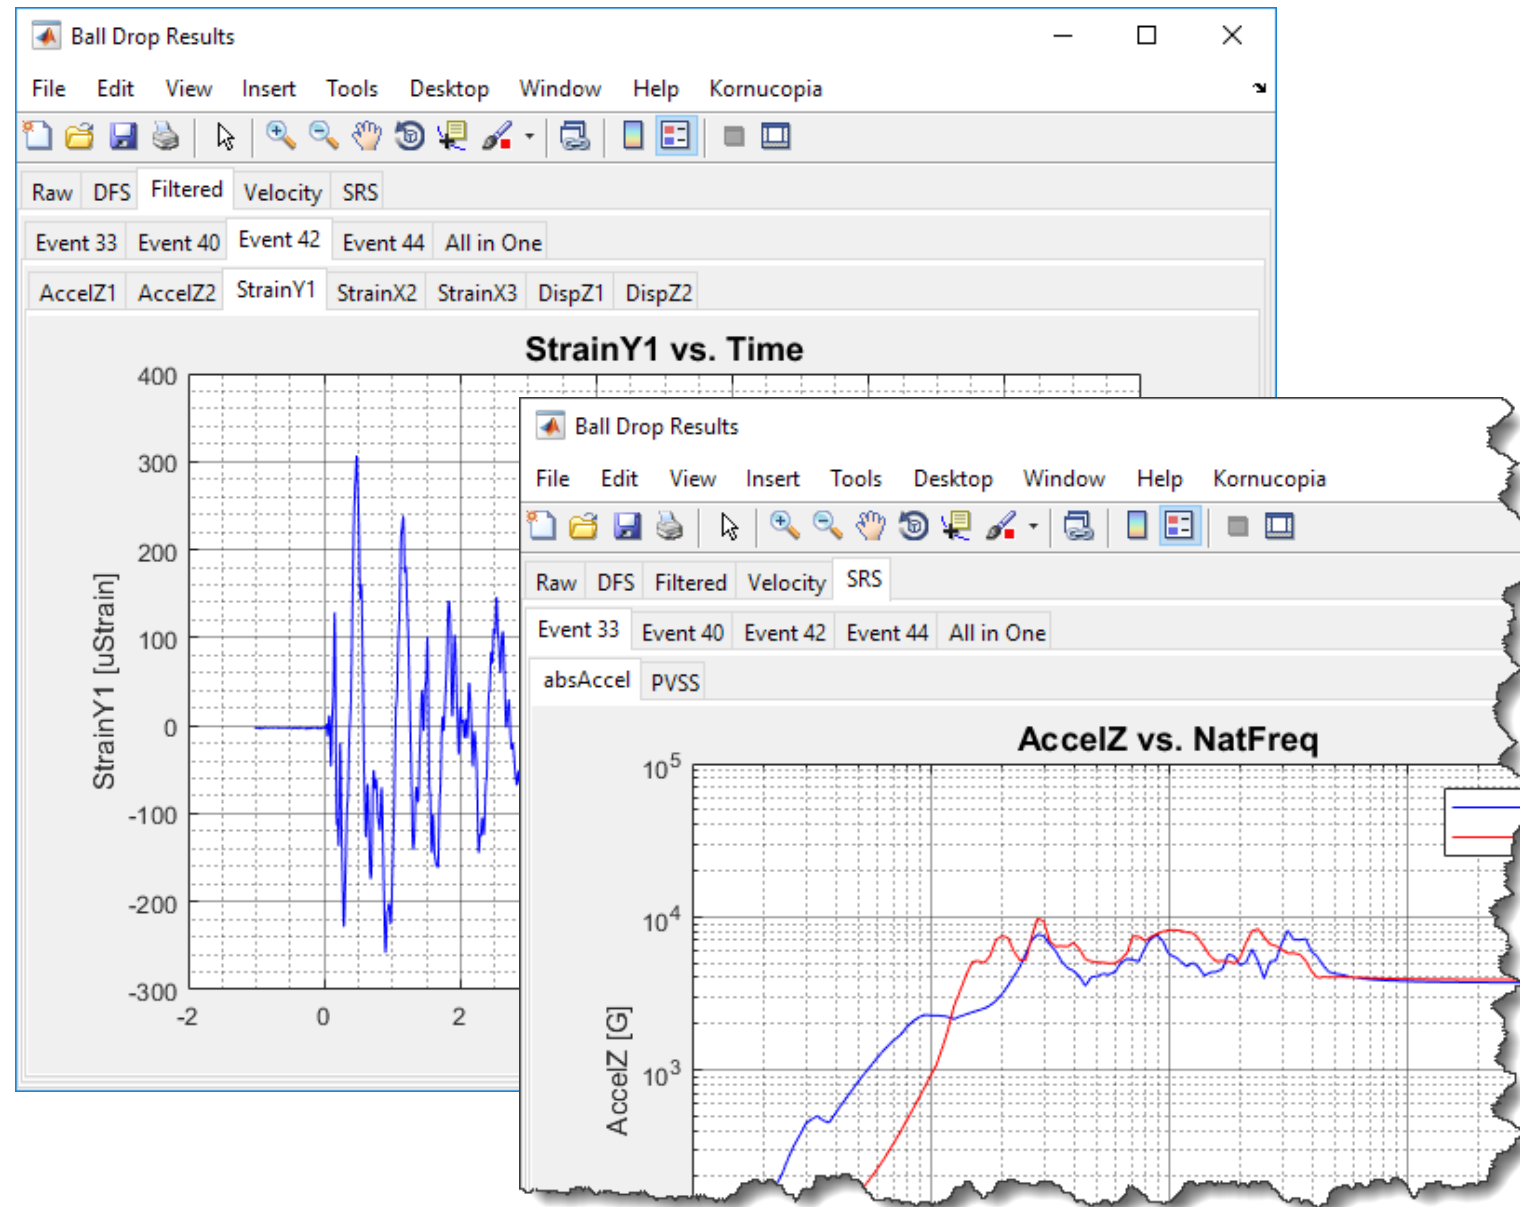 Ball Drop Results
File Edit View Insert Tools Desktop Window Help Kornucopia
Raw DFS Filtered Velocity SRS
Event 33 Event 40 Event 42 Event 44 All in One
AccelZ1 AccelZ2 StrainY1 StrainX2 StrainX3 DispZ1 DispZ2
StrainY1 vs. Time
400
300
200
100
0
-100
-200
-300
StrainY1 [uStrain]
-2 0 2
Ball Drop Results
File Edit View Insert Tools Desktop Window Help Kornucopia
Raw DFS Filtered Velocity SRS
Event 33 Event 40 Event 42 Event 44 All in One
absAccel PVSS
AccelZ vs. NatFreq
10^5
10^4
10^3
AccelZ [G]